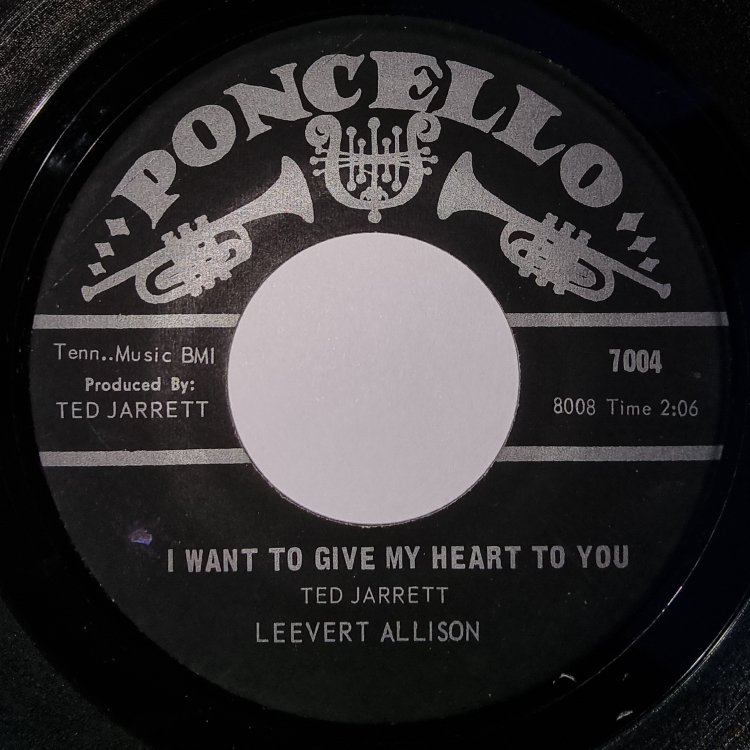 PONCELLO
Tenn..Music BMI
Produced By:
TED JARRETT
7004
8008 Time 2:06
I WANT TO GIVE MY HEART TO YOU
TED JARRETT
LEEVERT ALLISON